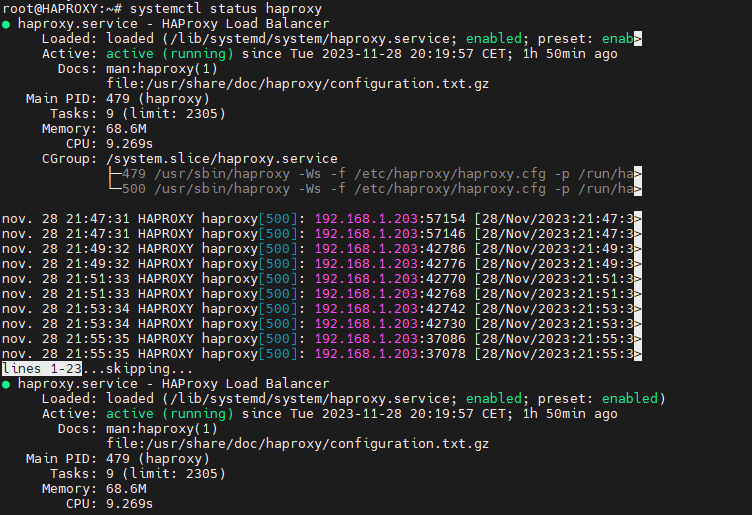 root@HAPROXY:~# systemctl status haproxy
● haproxy.service - HAProxy Load Balancer
     Loaded: loaded (/lib/systemd/system/haproxy.service; enabled; preset: enab>
     Active: active (running) since Tue 2023-11-28 20:19:57 CET; 1h 50min ago
       Docs: man:haproxy(1)
             file:/usr/share/doc/haproxy/configuration.txt.gz
   Main PID: 479 (haproxy)
      Tasks: 9 (limit: 2305)
     Memory: 68.6M
        CPU: 9.269s
     CGroup: /system.slice/haproxy.service
             ├─479 /usr/sbin/haproxy -Ws -f /etc/haproxy/haproxy.cfg -p /run/ha>
             └─500 /usr/sbin/haproxy -Ws -f /etc/haproxy/haproxy.cfg -p /run/ha>
nov. 28 21:47:31 HAPROXY haproxy[500]: 192.168.1.203:57154 [28/Nov/2023:21:47:3>
nov. 28 21:47:31 HAPROXY haproxy[500]: 192.168.1.203:57146 [28/Nov/2023:21:47:3>
nov. 28 21:49:32 HAPROXY haproxy[500]: 192.168.1.203:42786 [28/Nov/2023:21:49:3>
nov. 28 21:49:32 HAPROXY haproxy[500]: 192.168.1.203:42776 [28/Nov/2023:21:49:3>
nov. 28 21:51:33 HAPROXY haproxy[500]: 192.168.1.203:42770 [28/Nov/2023:21:51:3>
nov. 28 21:51:33 HAPROXY haproxy[500]: 192.168.1.203:42768 [28/Nov/2023:21:51:3>
nov. 28 21:53:34 HAPROXY haproxy[500]: 192.168.1.203:42742 [28/Nov/2023:21:53:3>
nov. 28 21:53:34 HAPROXY haproxy[500]: 192.168.1.203:42730 [28/Nov/2023:21:53:3>
nov. 28 21:55:35 HAPROXY haproxy[500]: 192.168.1.203:37086 [28/Nov/2023:21:55:3>
nov. 28 21:55:35 HAPROXY haproxy[500]: 192.168.1.203:37078 [28/Nov/2023:21:55:3>
lines 1-23...skipping...
● haproxy.service - HAProxy Load Balancer
     Loaded: loaded (/lib/systemd/system/haproxy.service; enabled; preset: enabled)
     Active: active (running) since Tue 2023-11-28 20:19:57 CET; 1h 50min ago
       Docs: man:haproxy(1)
             file:/usr/share/doc/haproxy/configuration.txt.gz
   Main PID: 479 (haproxy)
      Tasks: 9 (limit: 2305)
     Memory: 68.6M
        CPU: 9.269s